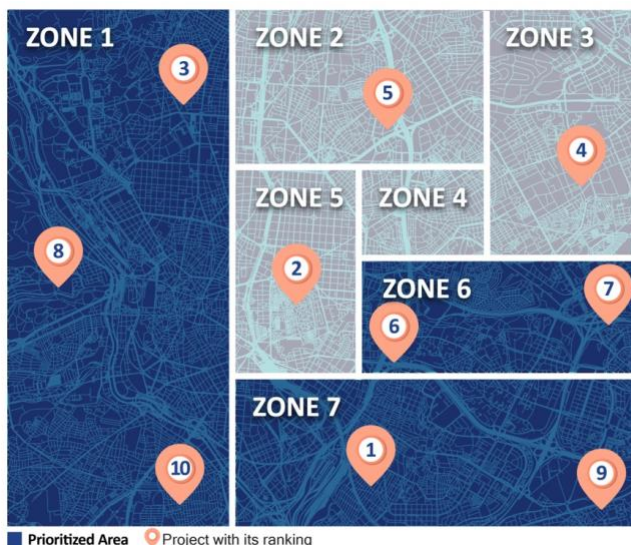 ZONE 1
3
8
10
ZONE 2
5
ZONE 3
4
ZONE 5
2
ZONE 4
ZONE 6
7
6
ZONE 7
1
9
Prioritized Area
Project with its ranking